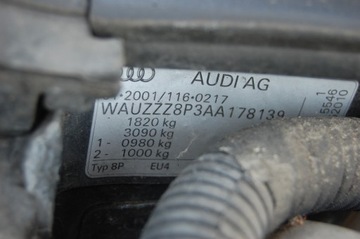 AUDI AG
*2001/116*0217
WAUZZZ8P3AA178139
1820 kg
3090 kg
1 - 0980 kg
2 - 1000 kg
Typ 8P EU4